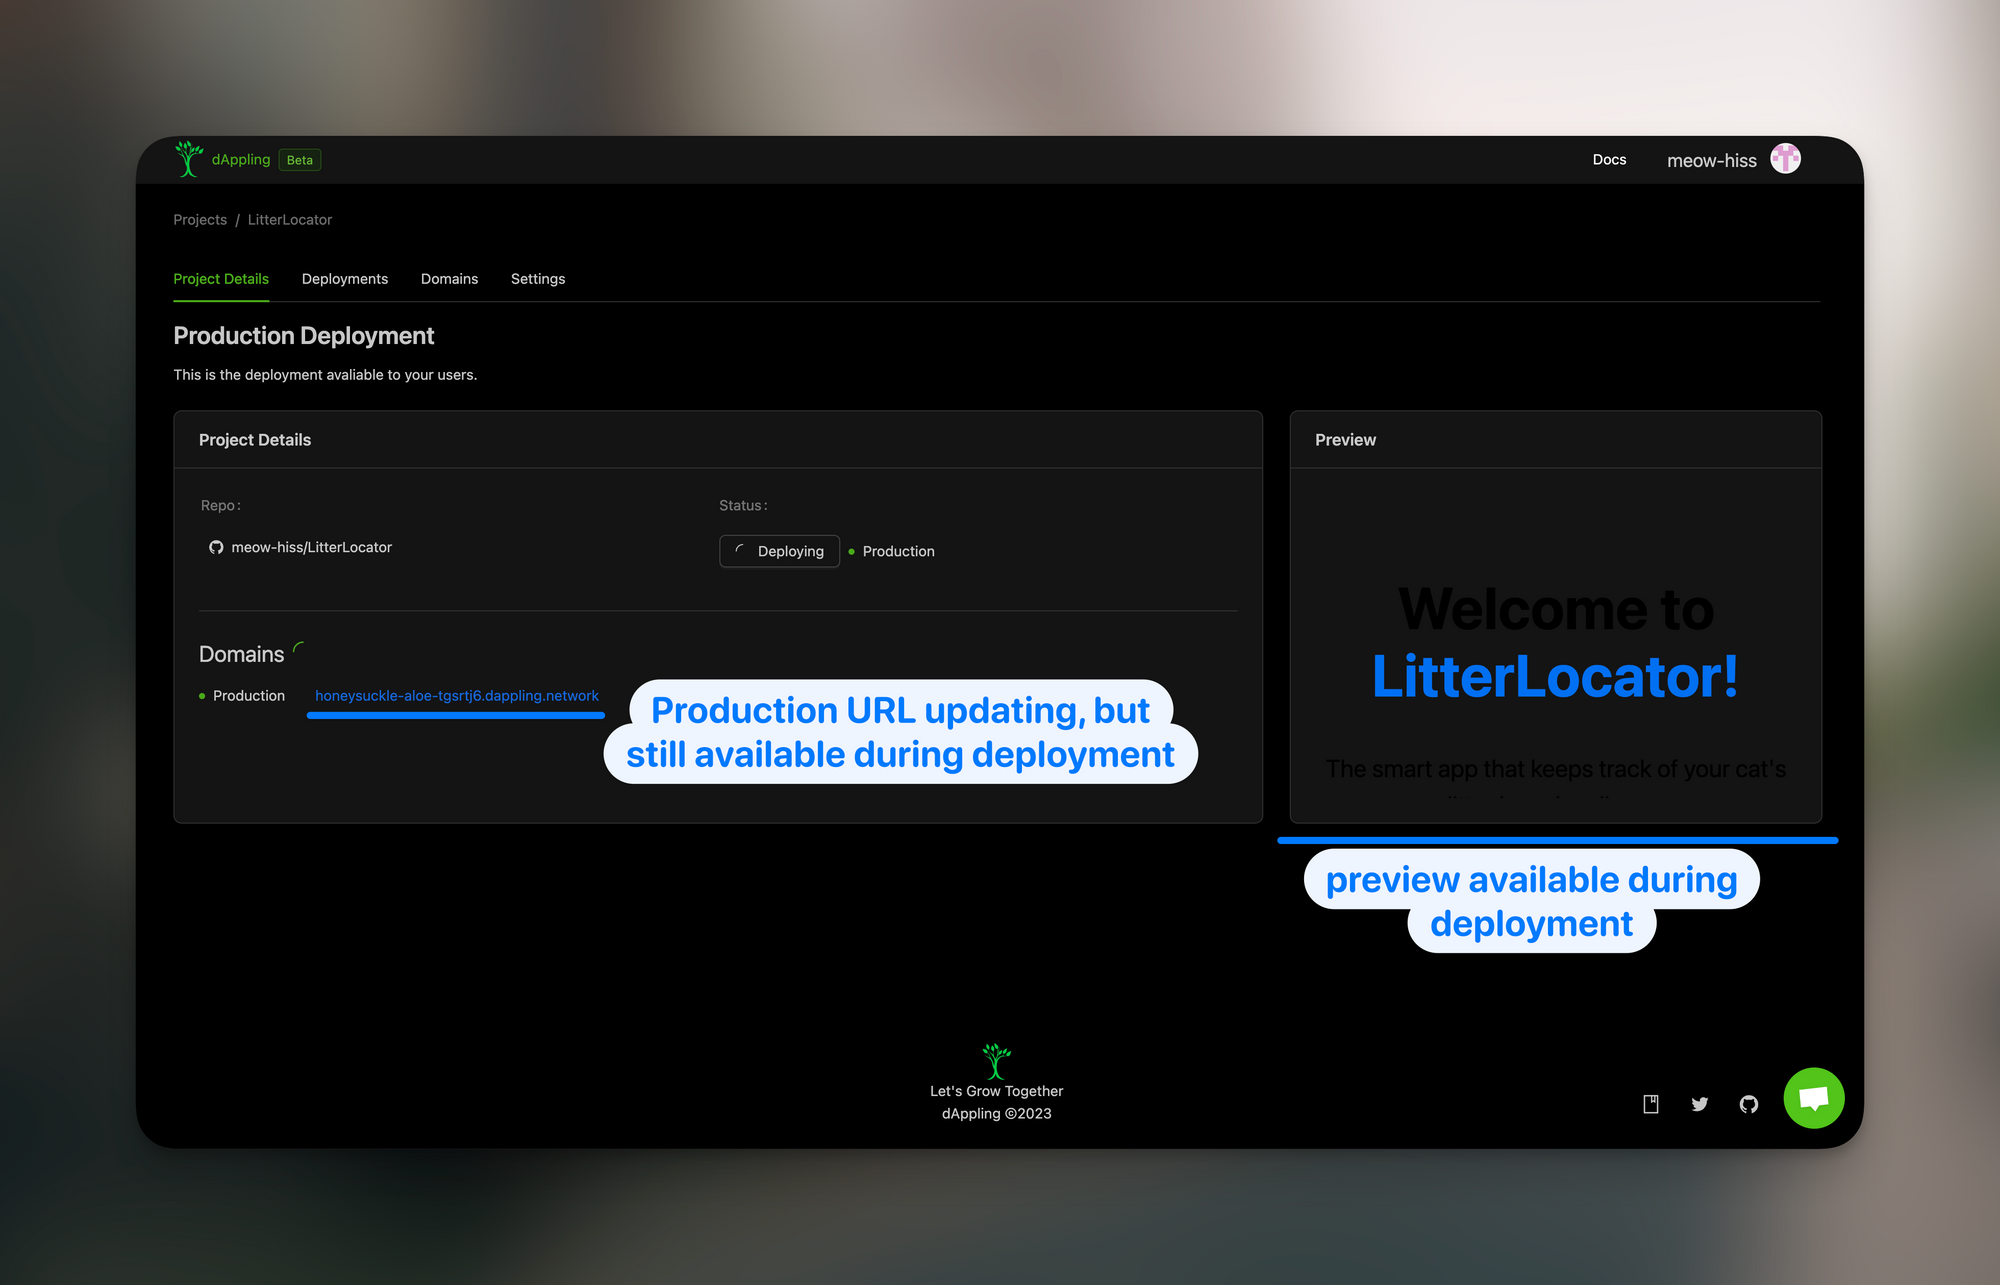 dAppling Beta
Docs
meow-hiss
Projects / LitterLocator
Project Details
Deployments
Domains
Settings
Production Deployment
This is the deployment avaliable to your users.
Project Details
Repo:
meow-hiss/LitterLocator
Status:
Deploying
Production
Domains
Production
honeysuckle-aloe-tgsrtj6.dappling.network
Production URL updating, but
still available during deployment
Preview
Welcome to
LitterLocator!
The smart app that keeps track of your cat's
preview available during
deployment
Let's Grow Together
dAppling ©2023